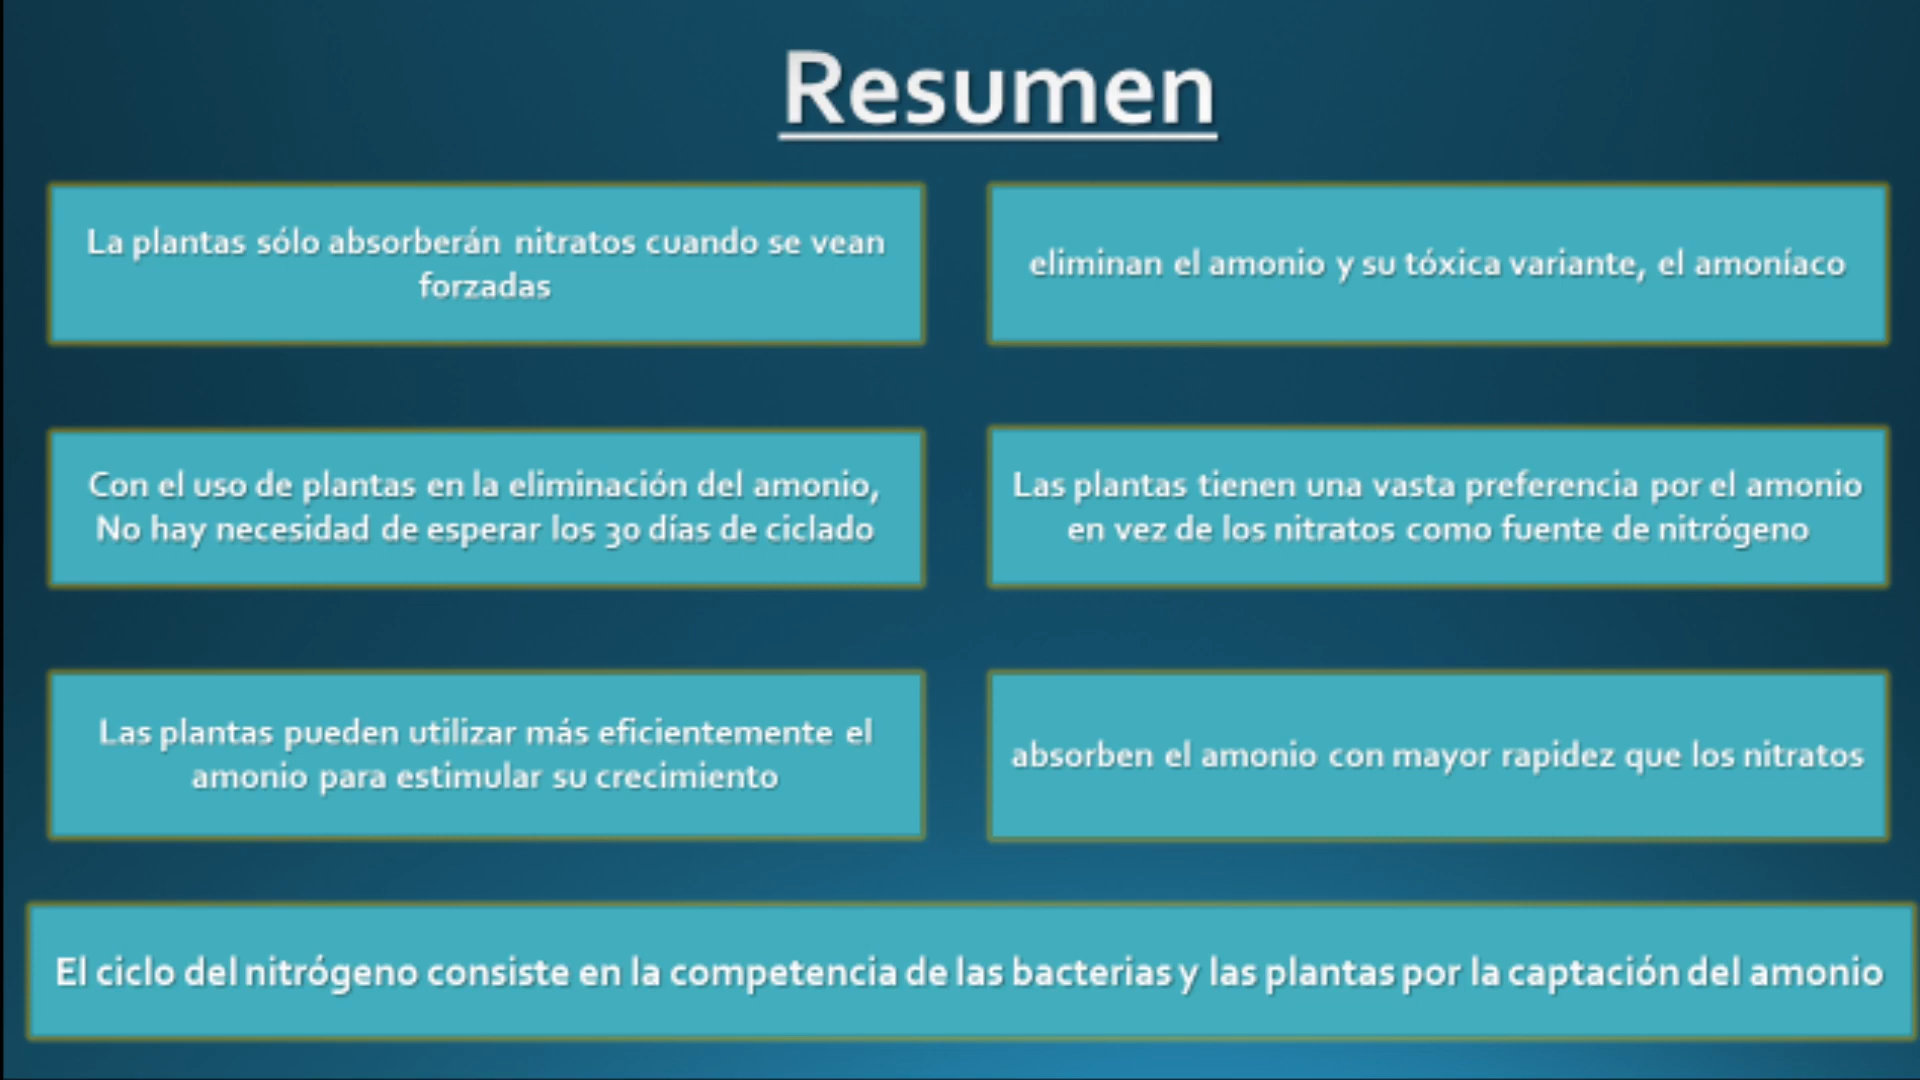 Resumen
La plantas sólo absorberán nitratos cuando se vean
forzadas
eliminan el amonio y su tóxica variante, el amoníaco
Con el uso de plantas en la eliminación del amonio,
No hay necesidad de esperar los 30 días de ciclado
Las plantas tienen una vasta preferencia por el amonio
en vez de los nitratos como fuente de nitrógeno
Las plantas pueden utilizar más eficientemente el
amonio para estimular su crecimiento
absorben el amonio con mayor rapidez que los nitratos
El ciclo del nitrógeno consiste en la competencia de las bacterias y las plantas por la captación del amonio